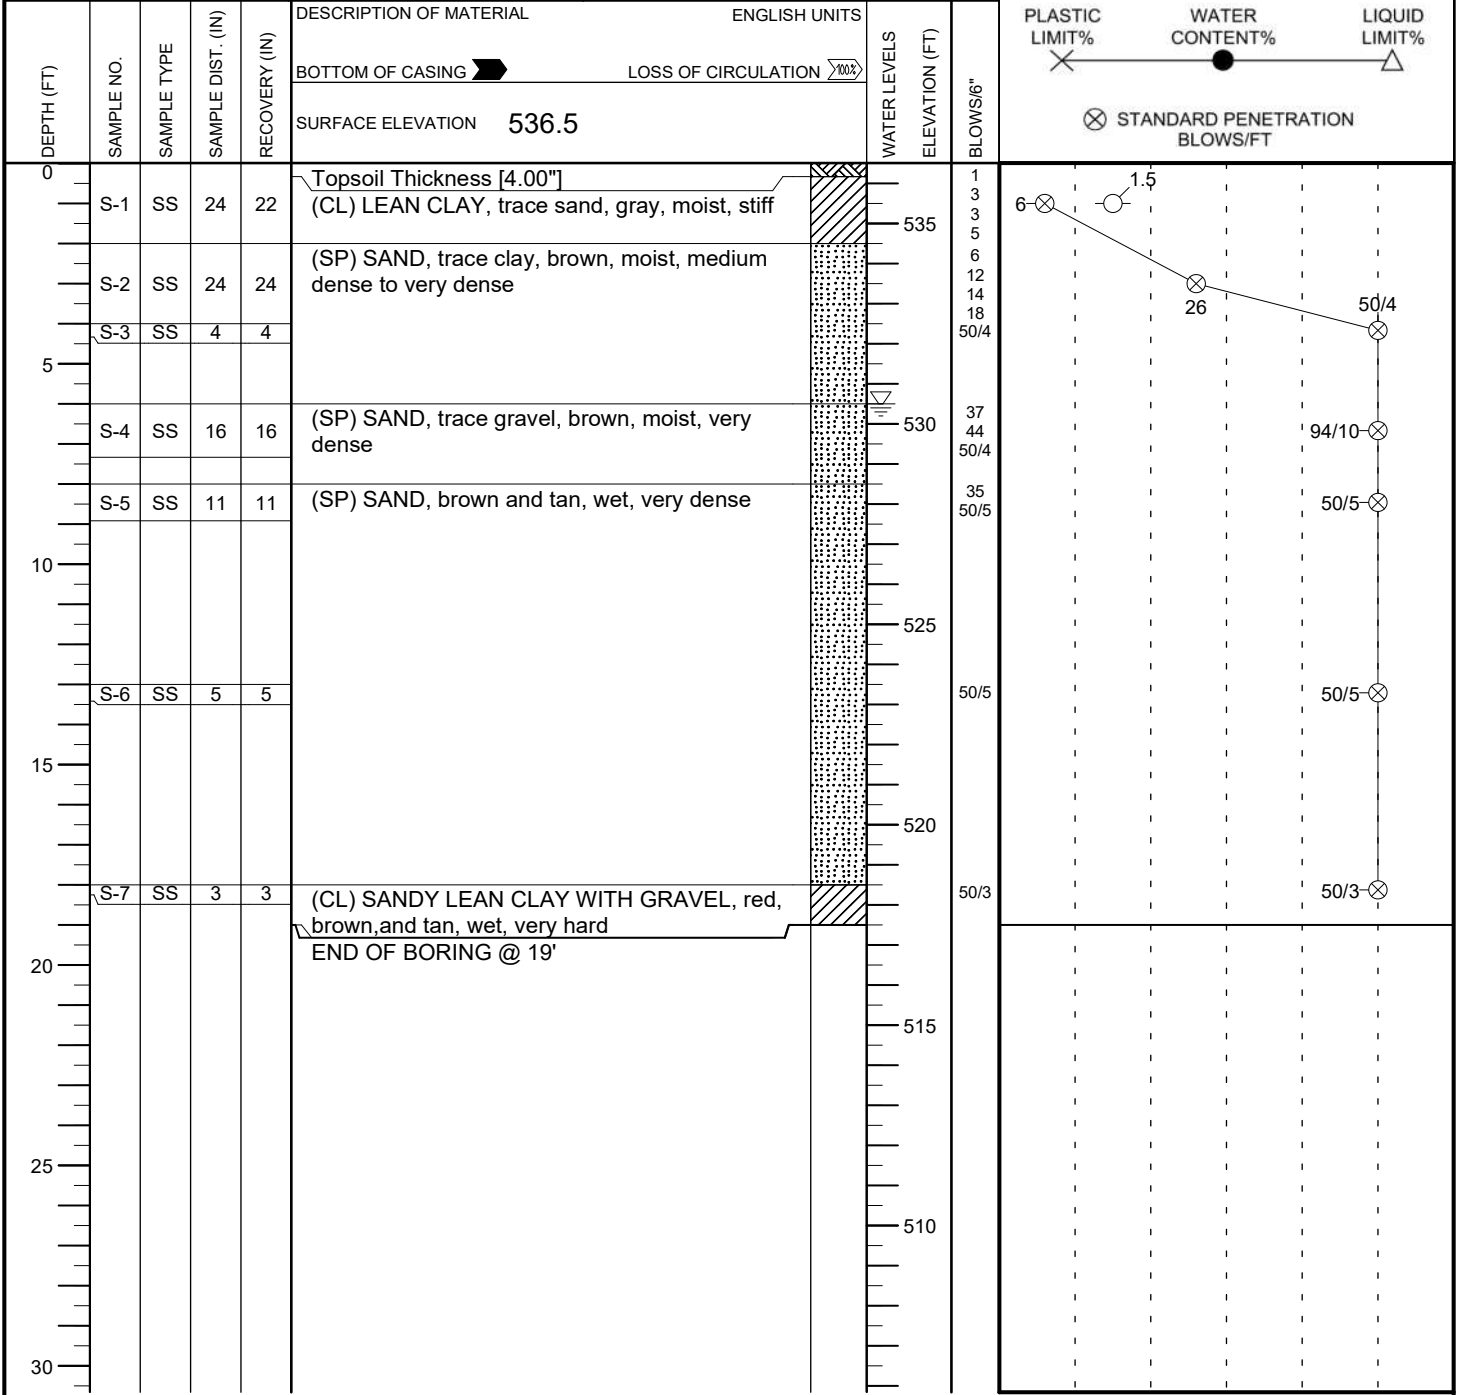 DEPTH (FT)
SAMPLE NO.
SAMPLE TYPE
SAMPLE DIST. (IN)
RECOVERY (IN)
DESCRIPTION OF MATERIAL ENGLISH UNITS
BOTTOM OF CASING LOSS OF CIRCULATION 100%
SURFACE ELEVATION 536.5
WATER LEVELS
ELEVATION (FT)
BLOWS/6"
PLASTIC LIMIT%
WATER CONTENT%
LIQUID LIMIT%
STANDARD PENETRATION
BLOWS/FT
0
Topsoil Thickness [4.00"]
S-1 SS 24 22 (CL) LEAN CLAY, trace sand, gray, moist, stiff
535
1
3
3
5
6 1.5
S-2 SS 24 24 (SP) SAND, trace clay, brown, moist, medium
dense to very dense
6
12
14
18
26
S-3 SS 4 4 50/4 50/4
5
S-4 SS 16 16 (SP) SAND, trace gravel, brown, moist, very
dense
530
37
44
50/4
94/10
S-5 SS 11 11 (SP) SAND, brown and tan, wet, very dense
35
50/5
50/5
10
525
S-6 SS 5 5 50/5 50/5
15
520
S-7 SS 3 3 (CL) SANDY LEAN CLAY WITH GRAVEL, red,
brown,and tan, wet, very hard
50/3 50/3
END OF BORING @ 19'
20
515
25
510
30